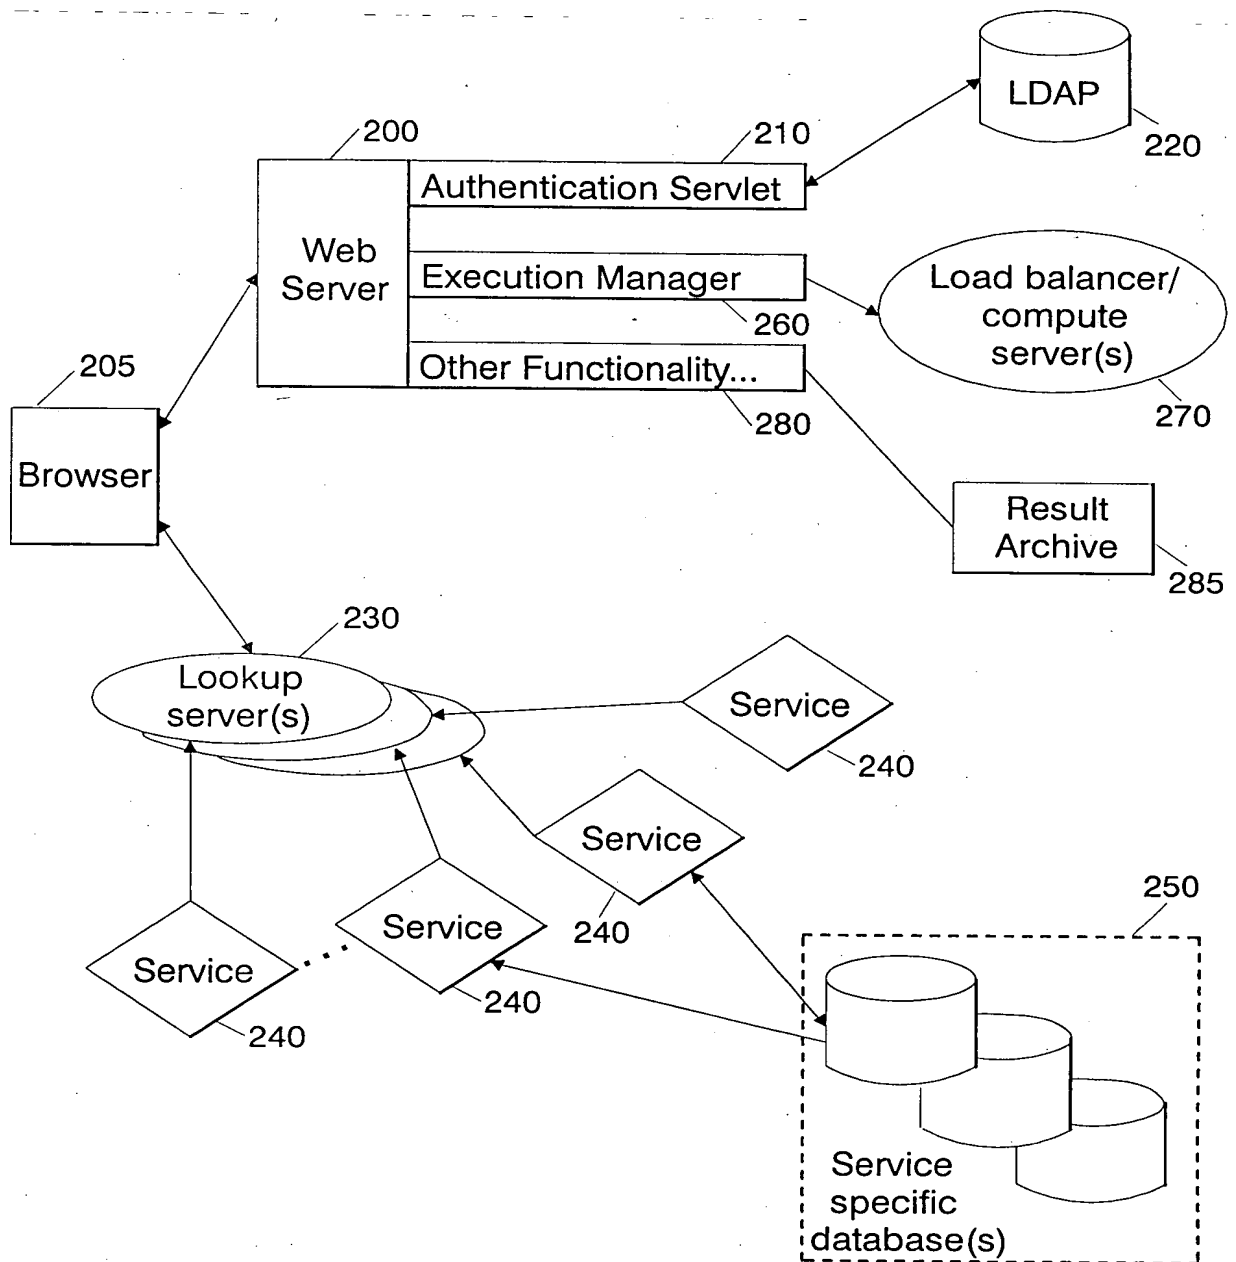 LDAP
220
200
210
Authentication Servlet
Web
Server
Execution Manager
260
Load balancer/
compute
server(s)
270
Other Functionality...
280
205
Browser
Result
Archive
285
230
Lookup
server(s)
Service
240
Service
240
Service
240
Service
240
250
Service
specific
database(s)